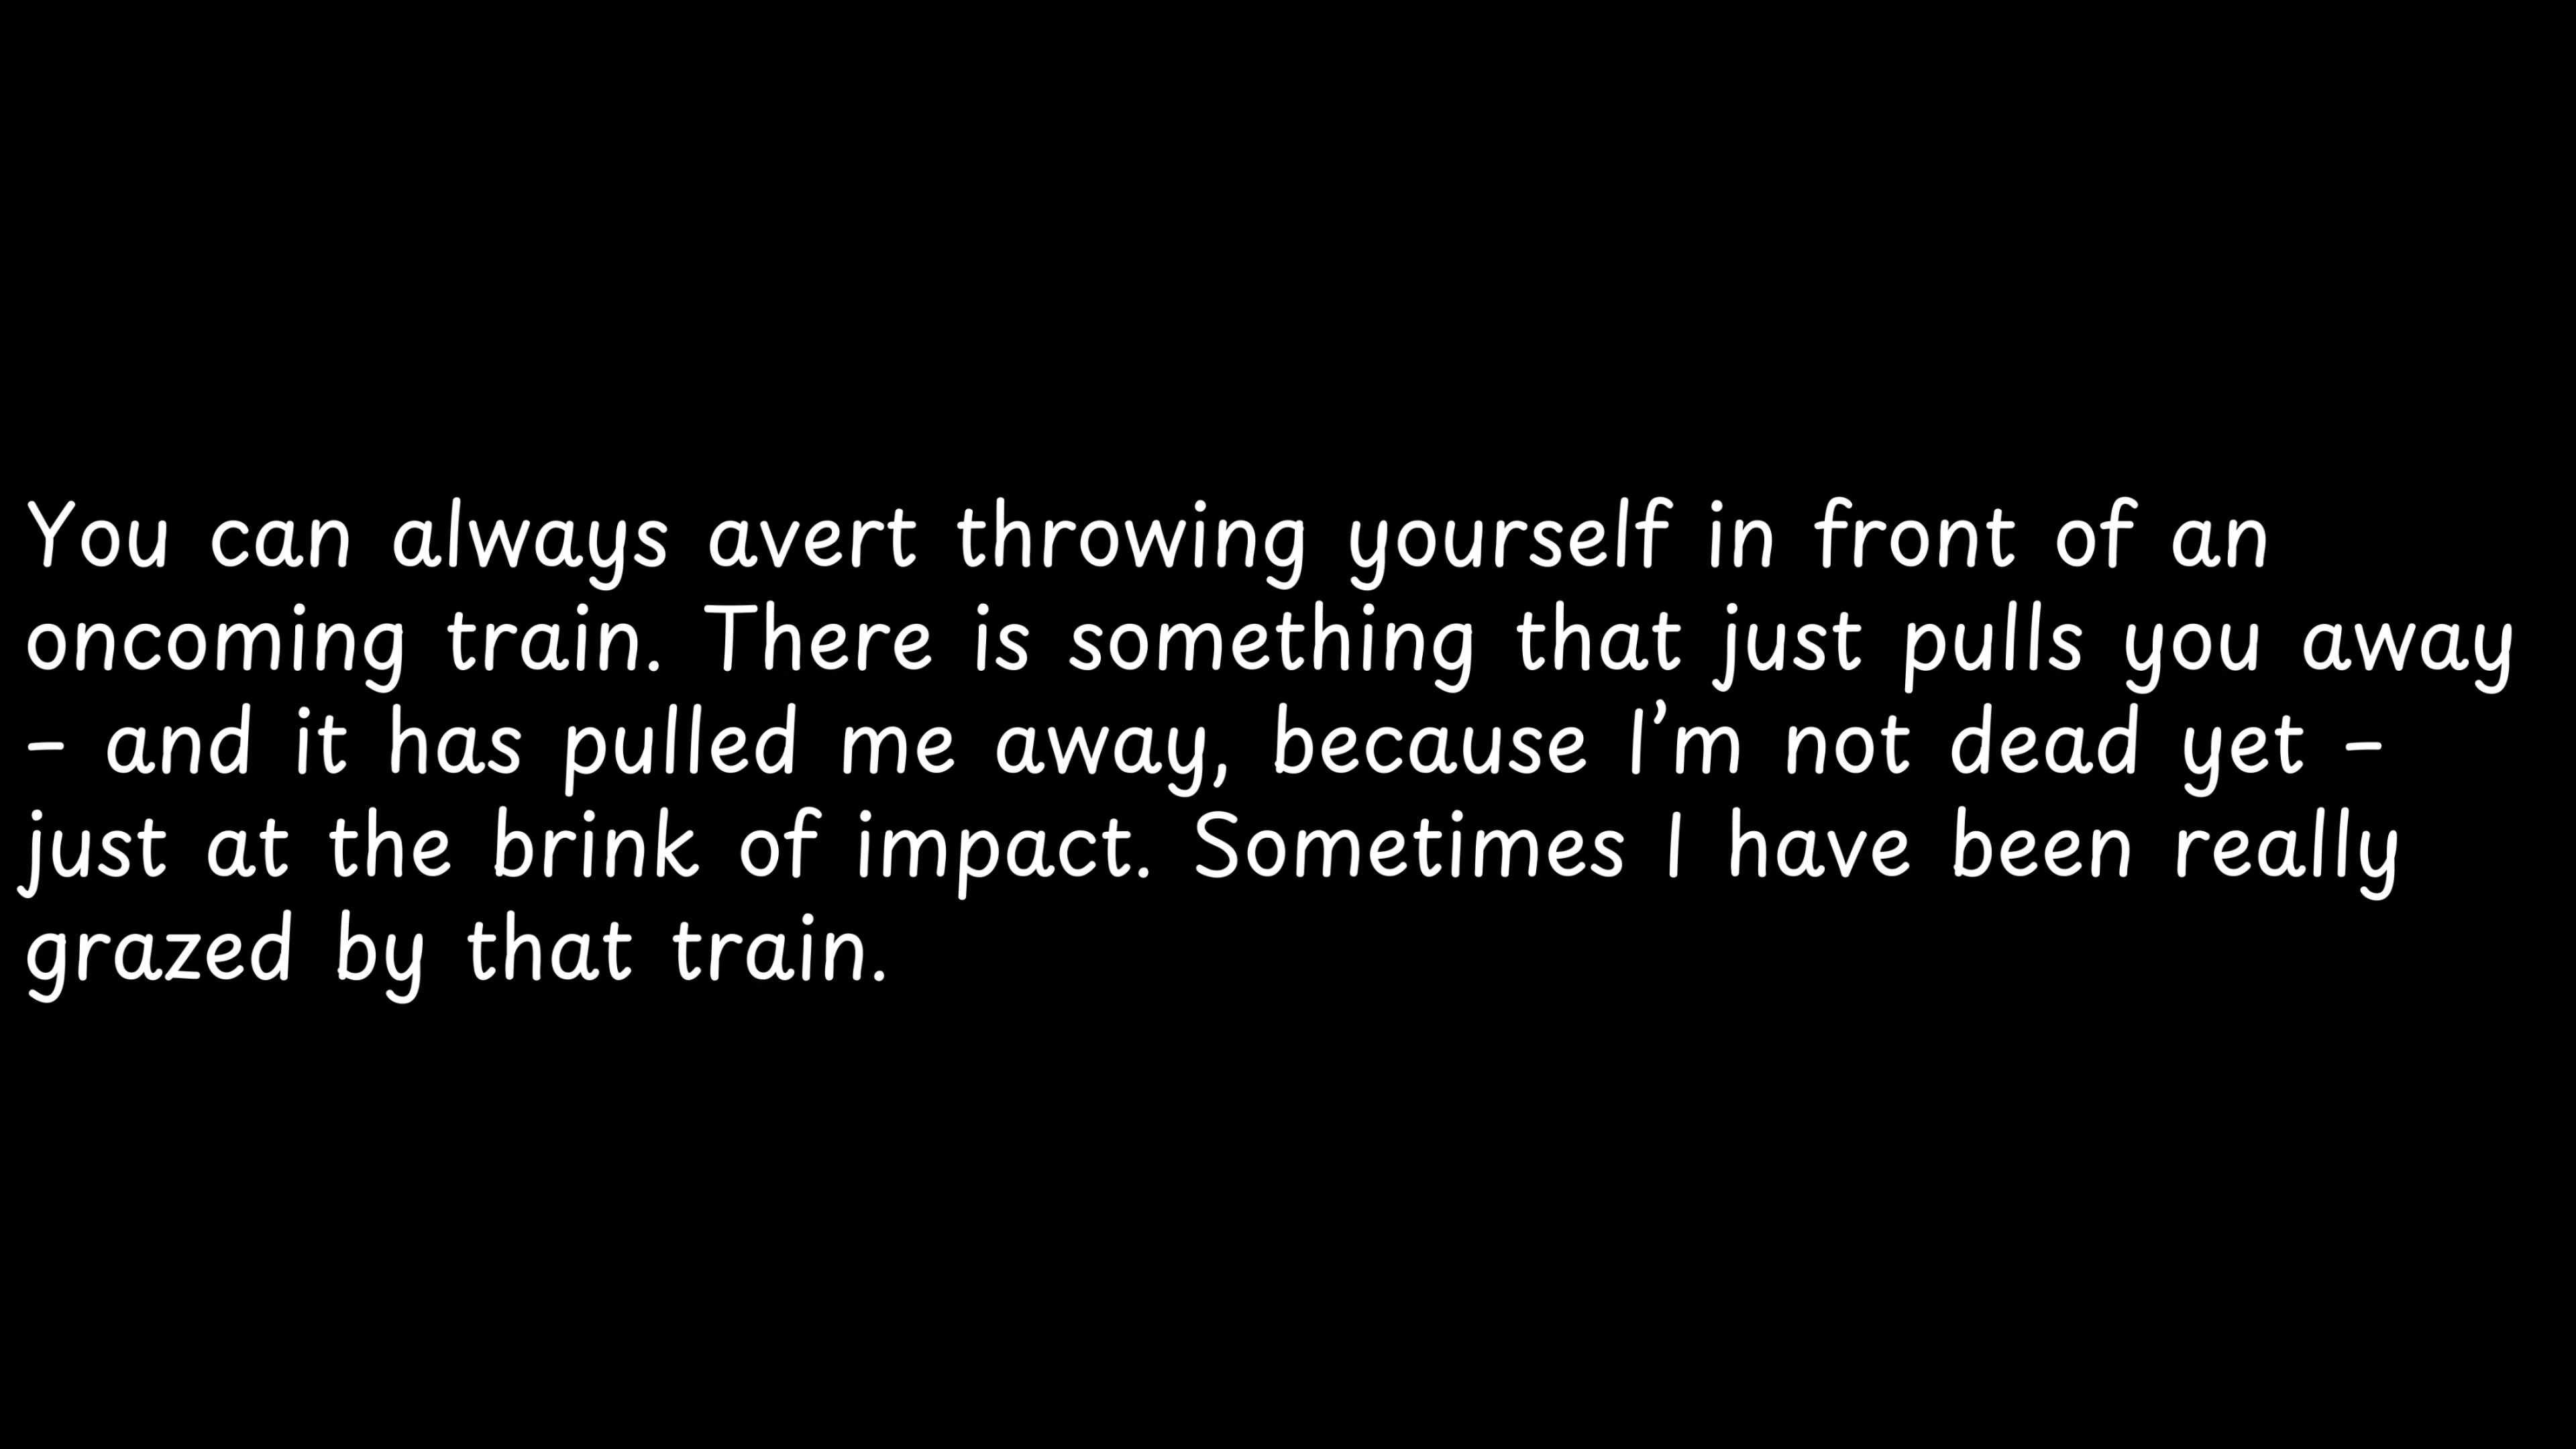 You can always avert throwing yourself in front of an
oncoming train. There is something that just pulls you away
– and it has pulled me away, because I’m not dead yet –
just at the brink of impact. Sometimes I have been really
grazed by that train.